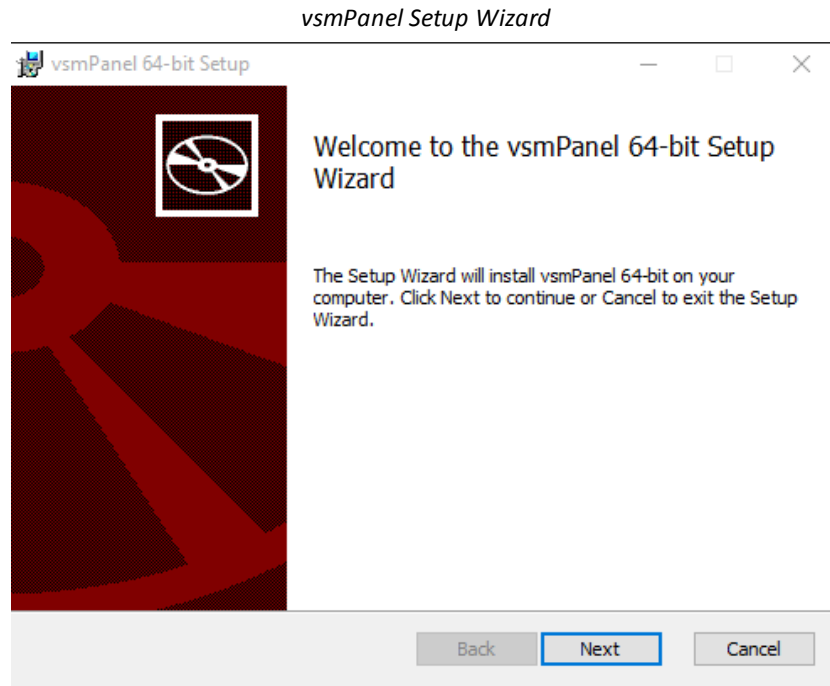 vsmPanel Setup Wizard
vsmPanel 64-bit Setup
Welcome to the vsmPanel 64-bit Setup
Wizard
The Setup Wizard will install vsmPanel 64-bit on your
computer. Click Next to continue or Cancel to exit the Setup
Wizard.
Back
Next
Cancel